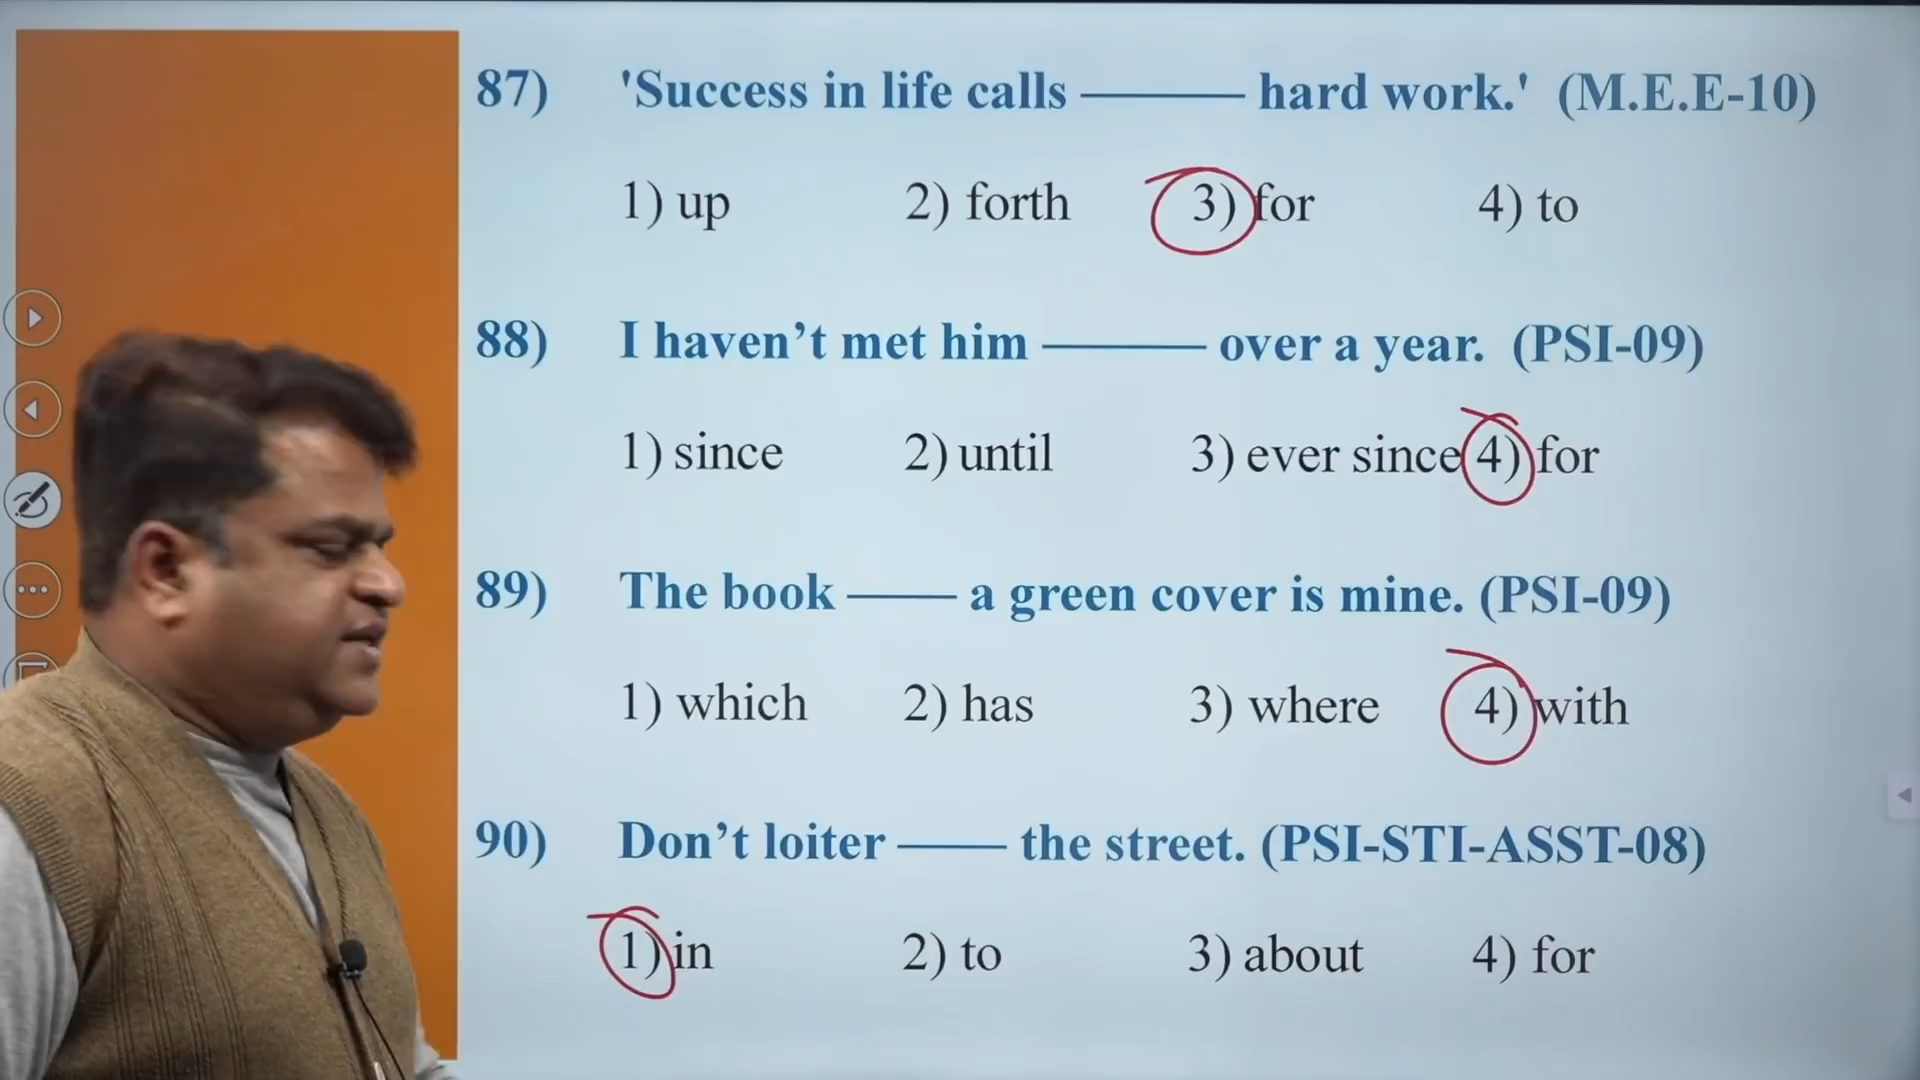 87) 'Success in life calls ——— hard work.' (M.E.E-10)
1) up 2) forth 3) for 4) to
88) I haven’t met him ——— over a year. (PSI-09)
1) since 2) until 3) ever since 4) for
89) The book —— a green cover is mine. (PSI-09)
1) which 2) has 3) where 4) with
90) Don’t loiter —— the street. (PSI-STI-ASST-08)
1) in 2) to 3) about 4) for